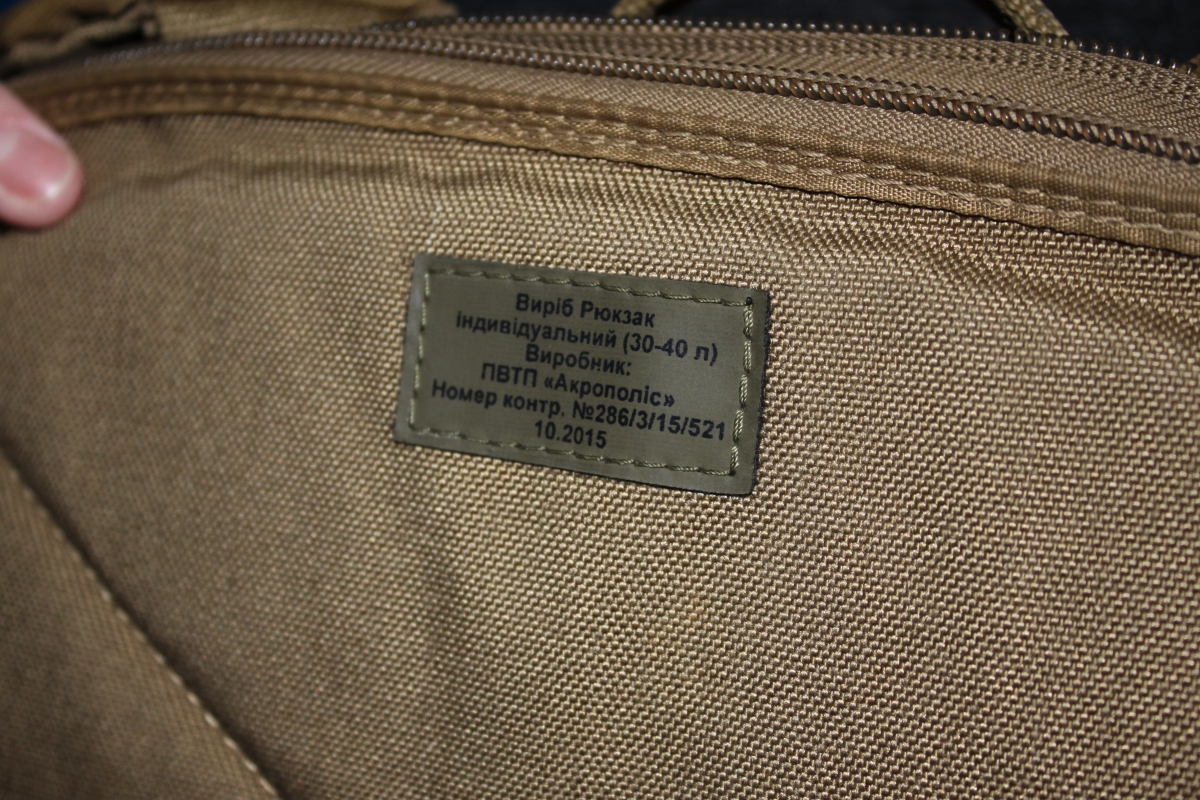 Виріб Рюкзак
індивідуальний (30-40 л)
Виробник:
ПВТП «Акрополіс»
Номер контр. №286/3/15/521
10.2015